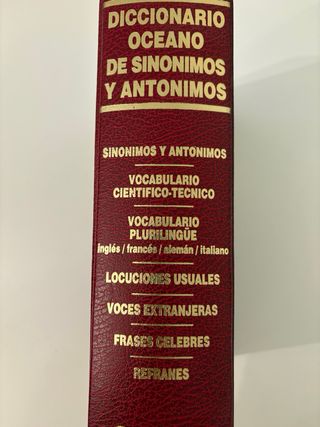 DICCIONARIO
OCEANO
DE SINONIMOS
Y ANTONIMOS
SINONIMOS Y ANTONIMOS
VOCABULARIO
CIENTIFICO-TECNICO
VOCABULARIO
PLURILINGÜE
inglés / francés / alemán / italiano
LOCUCIONES USUALES
VOCES EXTRANJERAS
FRASES CELEBRES
REFRANES